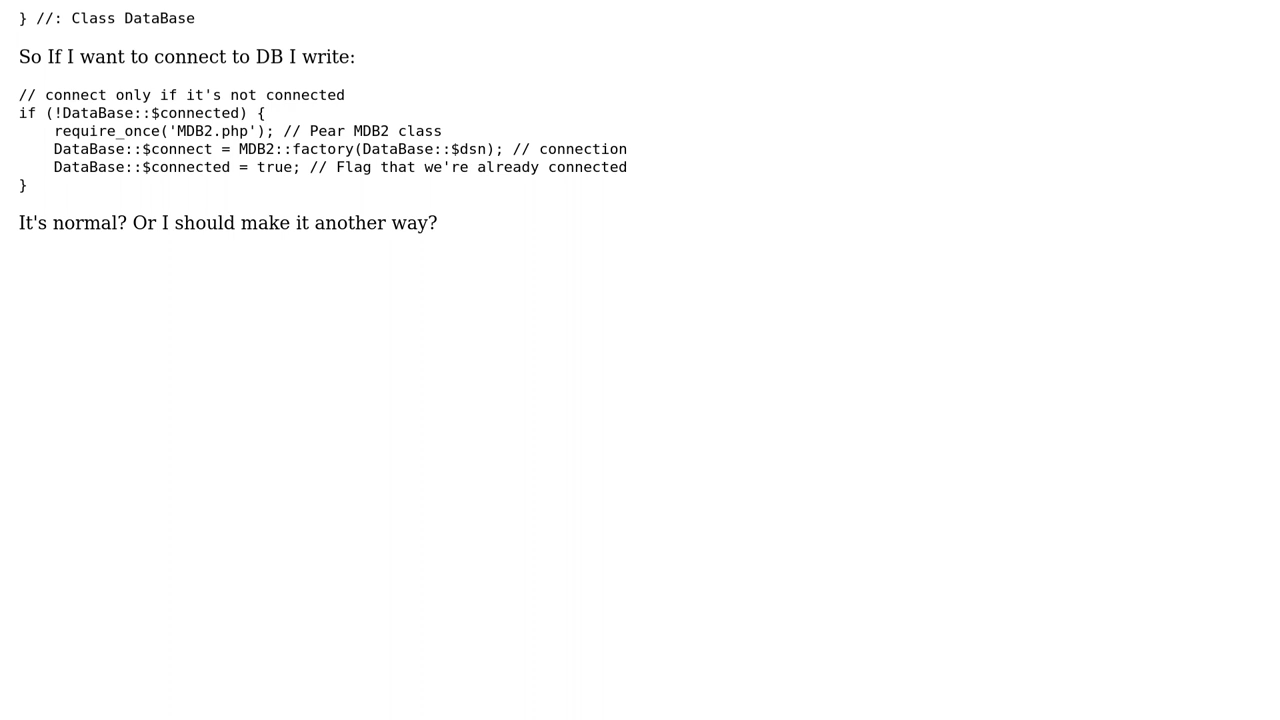 } //: Class DataBase
So If I want to connect to DB I write:
// connect only if it's not connected
if (!DataBase::$connected) {
    require_once('MDB2.php'); // Pear MDB2 class
    DataBase::$connect = MDB2::factory(DataBase::$dsn); // connection
    DataBase::$connected = true; // Flag that we're already connected
}
It's normal? Or I should make it another way?